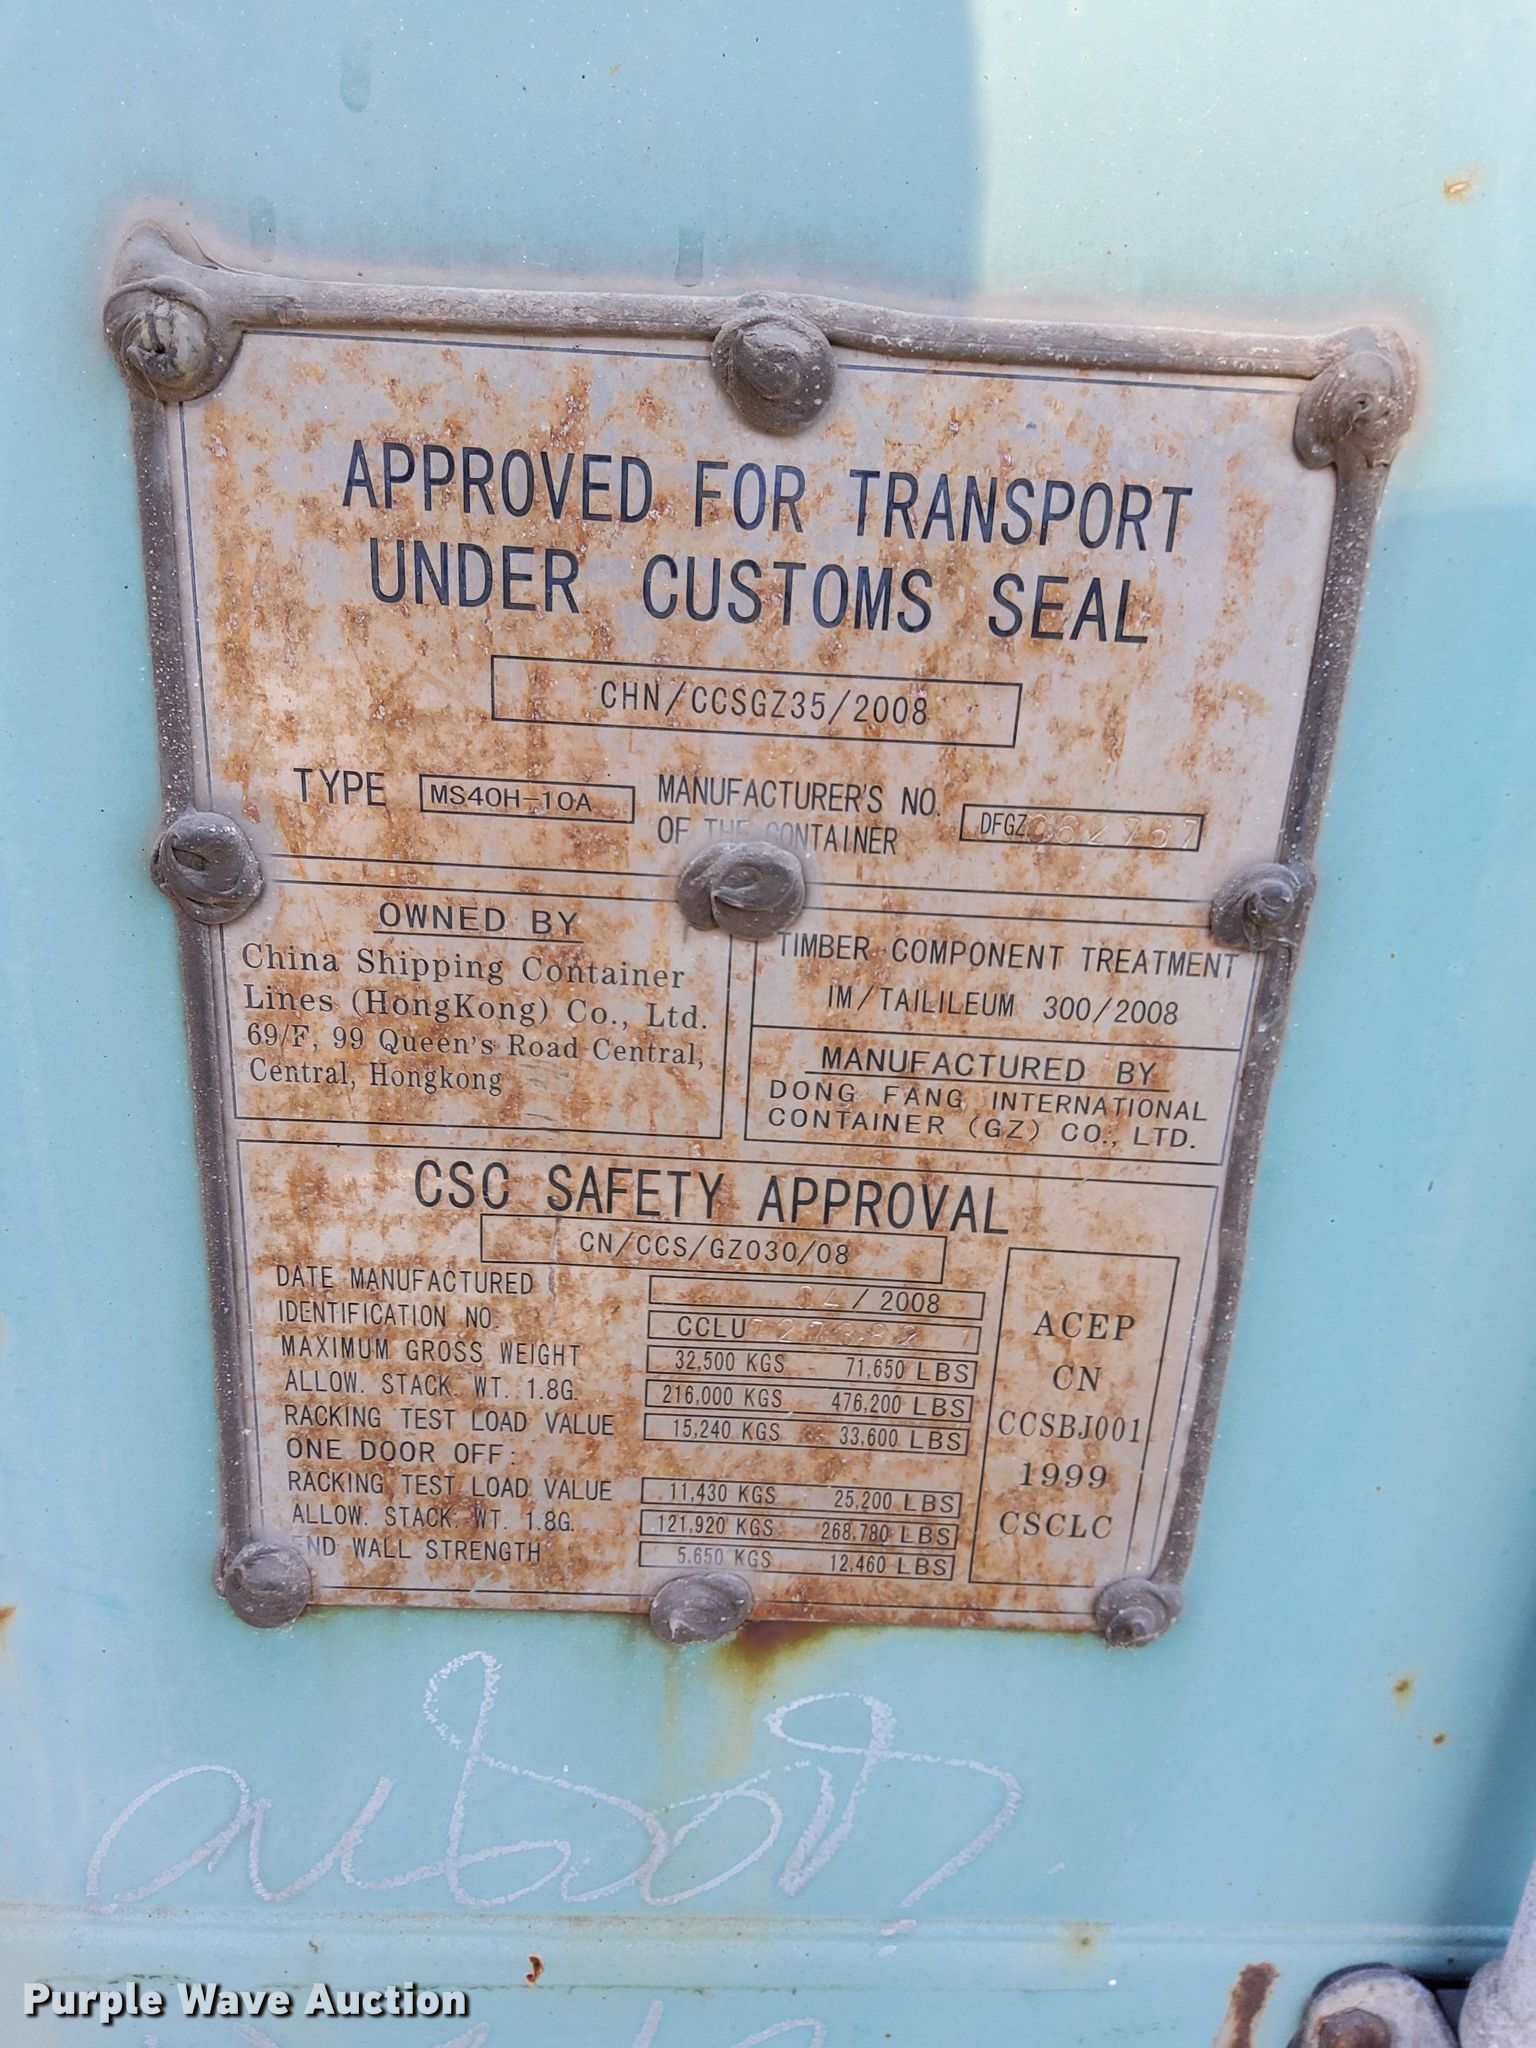 APPROVED FOR TRANSPORT
UNDER CUSTOMS SEAL
CHN/CCSGZ35/2008
TYPE MS40H-10A MANUFACTURER'S NO.
OF THE CONTAINER DFGZ
OWNED BY
China Shipping Container
Lines (HongKong) Co., Ltd.
69/F, 99 Queen's Road Central,
Central, Hongkong
TIMBER COMPONENT TREATMENT
IM/TAILILEUM 300/2008
MANUFACTURED BY
DONG FANG INTERNATIONAL
CONTAINER (GZ) CO., LTD.
CSC SAFETY APPROVAL
CN/CCS/GZ030/08
DATE MANUFACTURED 04/2008
IDENTIFICATION NO. CCLU
MAXIMUM GROSS WEIGHT 32,500 KGS 71,650 LBS
ALLOW. STACK. WT. 1.8G. 216,000 KGS 476,200 LBS
RACKING TEST LOAD VALUE 15,240 KGS 33,600 LBS
ONE DOOR OFF:
RACKING TEST LOAD VALUE 11,430 KGS 25,200 LBS
ALLOW. STACK. WT. 1.8G. 121,920 KGS 268,780 LBS
END WALL STRENGTH 5,650 KGS 12,460 LBS
ACEP
CN
CCSBJ001
1999
CSCLC
Purple Wave Auction